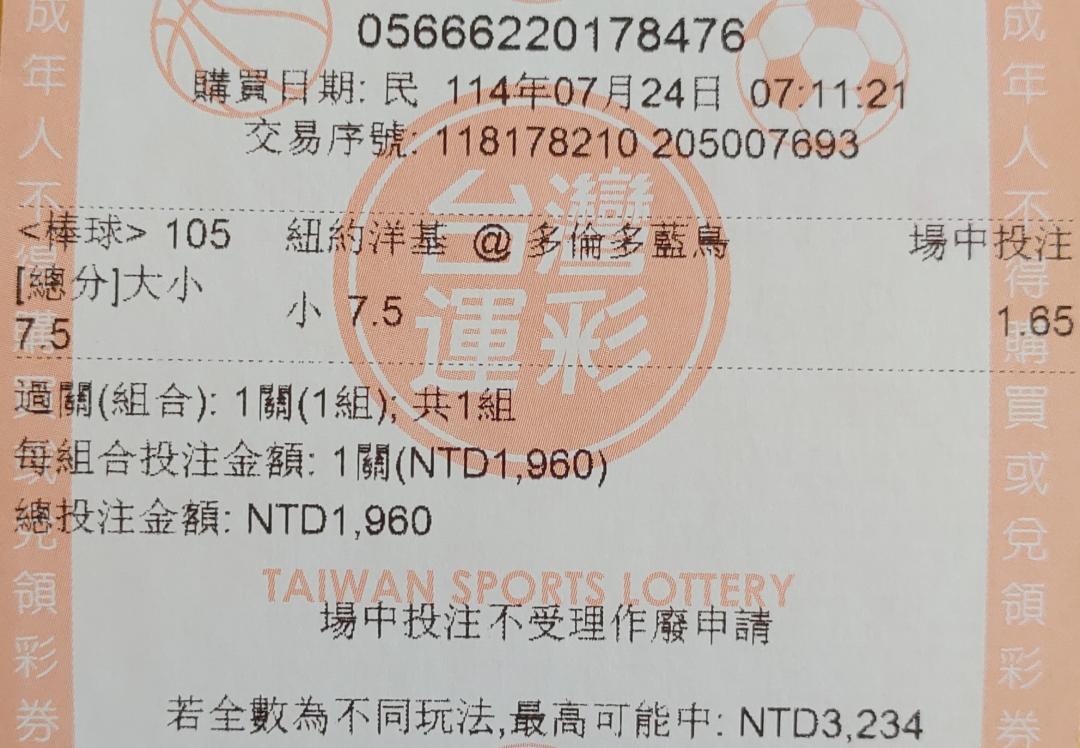 05666220178476
購買日期: 民 114年07月24日 07:11:21
交易序號: 118178210 205007693
<棒球> 105 紐約洋基 @ 多倫多藍鳥 場中投注
[總分]大小
小 7.5 1.65
7.5
過關(組合): 1關(1組); 共1組
每組合投注金額: 1關(NTD1,960)
總投注金額: NTD1,960
TAIWAN SPORTS LOTTERY
場中投注不受理作廢申請
若全數為不同玩法,最高可能中: NTD3,234
台灣
運彩
成年人不得購買或兌領彩券
成年人不得購買或兌領彩券